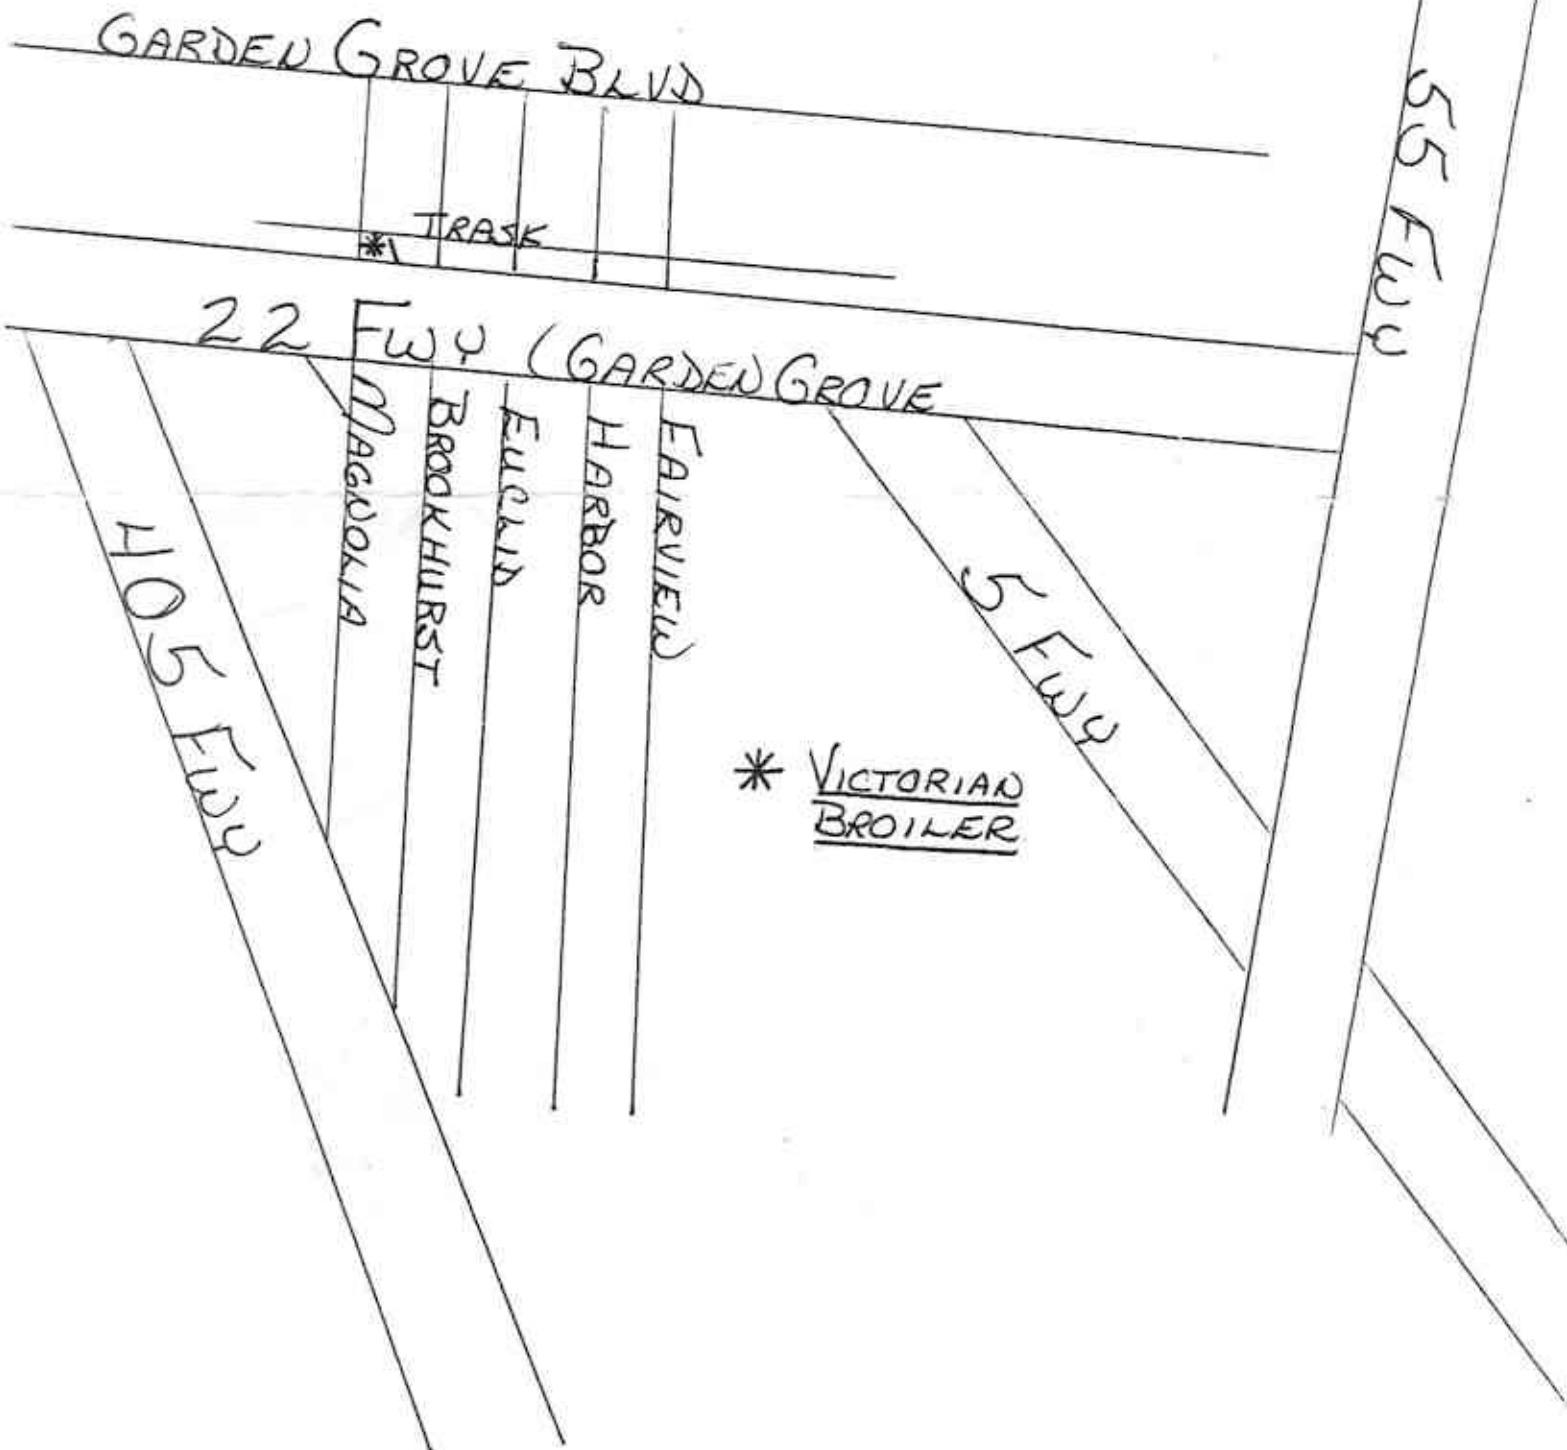 GARDEN GROVE BLVD
55 FWY
TRASK
*
22 FWY (GARDEN GROVE
MAGNOLIA
BROOKHURST
EUCLID
HARBOR
FAIRVIEW
405 FWY
5 FWY
* VICTORIAN
BROILER